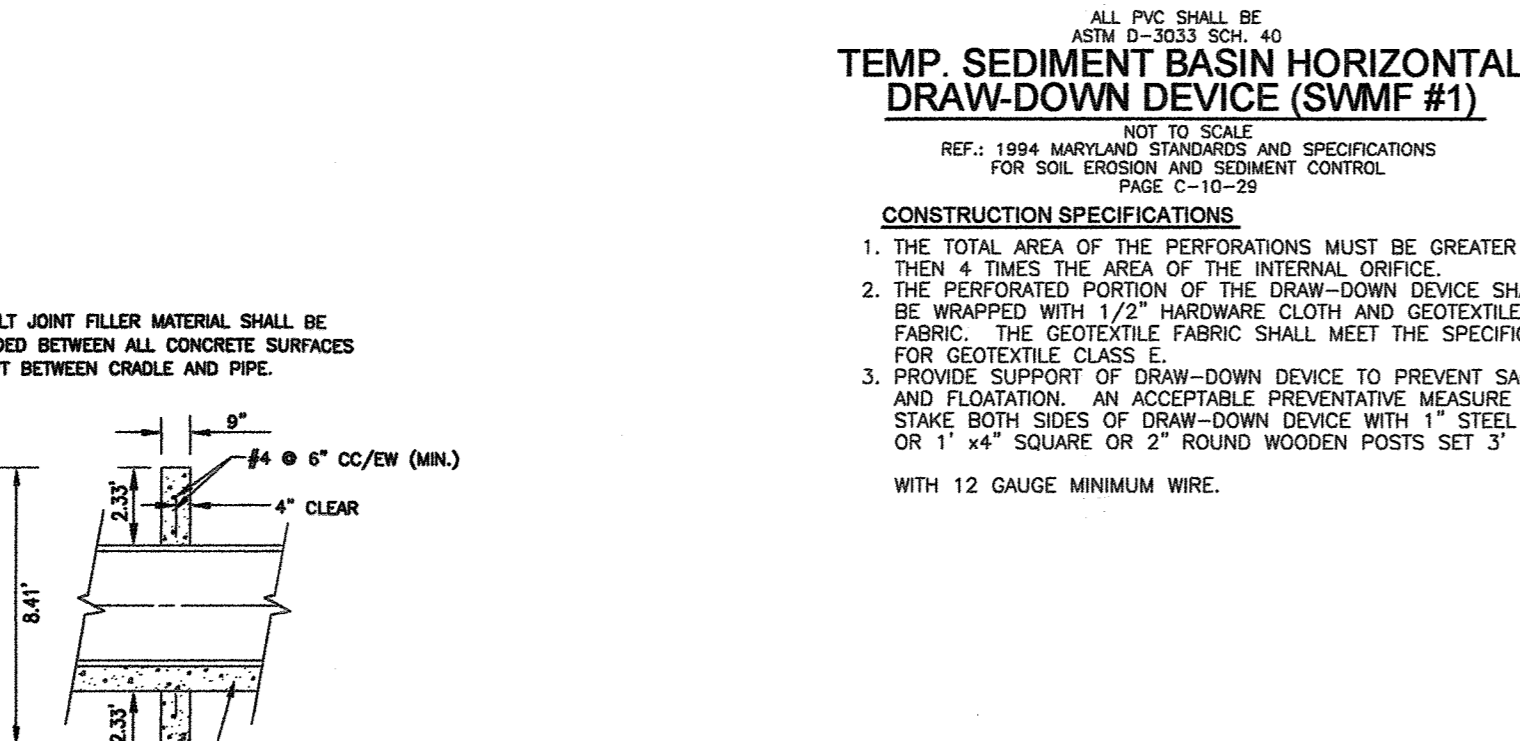 ALL PVC SHALL BE
ASTM D-3033 SCH. 40
TEMP. SEDIMENT BASIN HORIZONTAL
DRAW-DOWN DEVICE (SWMF #1)
NOT TO SCALE
REF.: 1994 MARYLAND STANDARDS AND SPECIFICATIONS
FOR SOIL EROSION AND SEDIMENT CONTROL
PAGE C-10-29
CONSTRUCTION SPECIFICATIONS
1. THE TOTAL AREA OF THE PERFORATIONS MUST BE GREATER
THEN 4 TIMES THE AREA OF THE INTERNAL ORIFICE.
2. THE PERFORATED PORTION OF THE DRAW-DOWN DEVICE SHA
BE WRAPPED WITH 1/2" HARDWARE CLOTH AND GEOTEXTILE
FABRIC. THE GEOTEXTILE FABRIC SHALL MEET THE SPECIFIC
FOR GEOTEXTILE CLASS E.
3. PROVIDE SUPPORT OF DRAW-DOWN DEVICE TO PREVENT SA
AND FLOATATION. AN ACCEPTABLE PREVENTATIVE MEASURE
STAKE BOTH SIDES OF DRAW-DOWN DEVICE WITH 1" STEEL
OR 1' x4" SQUARE OR 2" ROUND WOODEN POSTS SET 3'
WITH 12 GAUGE MINIMUM WIRE.
LT JOINT FILLER MATERIAL SHALL BE
DED BETWEEN ALL CONCRETE SURFACES
T BETWEEN CRADLE AND PIPE.
9"
#4 @ 6" CC/EW (MIN.)
2.33'
4" CLEAR
8.41'
2.33'